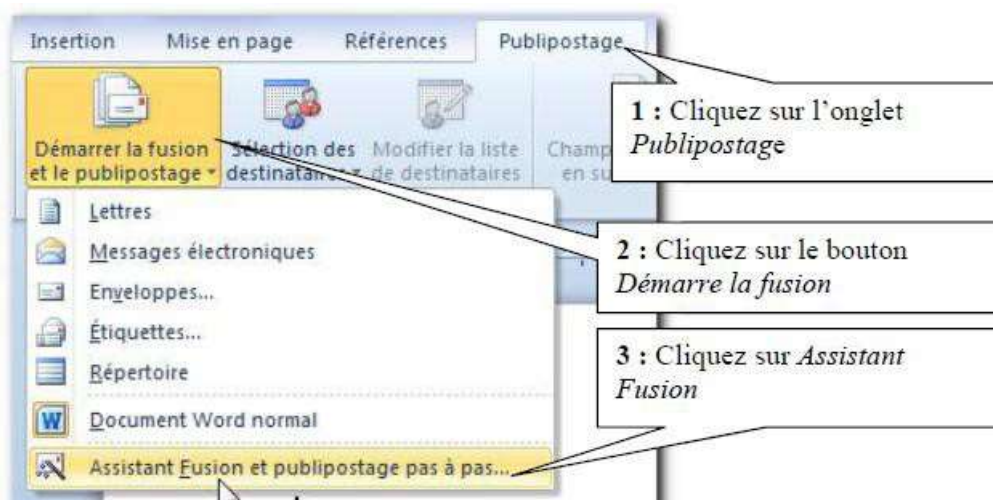 Insertion Mise en page Références Publipostage
Démarrer la fusion
et le publipostage
Sélection des
destinataires
Modifier la liste
de destinataires
Champ
en su
Lettres
Messages électroniques
Enveloppes...
Étiquettes...
Répertoire
Document Word normal
Assistant Fusion et publipostage pas à pas...
1 : Cliquez sur l’onglet
Publipostage
2 : Cliquez sur le bouton
Démarre la fusion
3 : Cliquez sur Assistant
Fusion